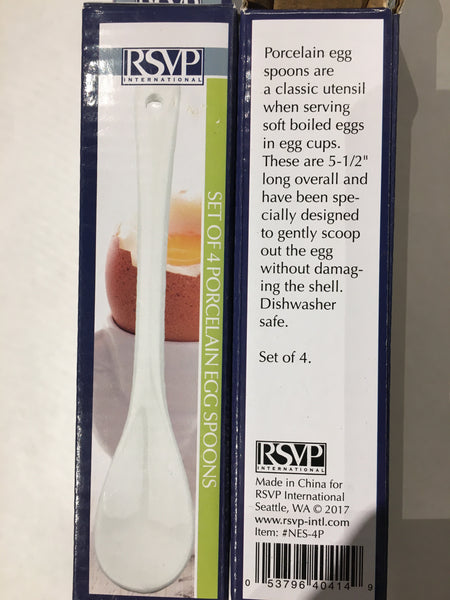 RSVP
INTERNATIONAL
SET OF 4 PORCELAIN EGG SPOONS
Porcelain egg
spoons are
a classic utensil
when serving
soft boiled eggs
in egg cups.
These are 5-1/2"
long overall and
have been spe-
cially designed
to gently scoop
out the egg
without damag-
ing the shell.
Dishwasher
safe.
Set of 4.
RSVP
INTERNATIONAL
Made in China for
RSVP International
Seattle, WA © 2017
www.rsvp-intl.com
Item: #NES-4P
0 53796 40414 9